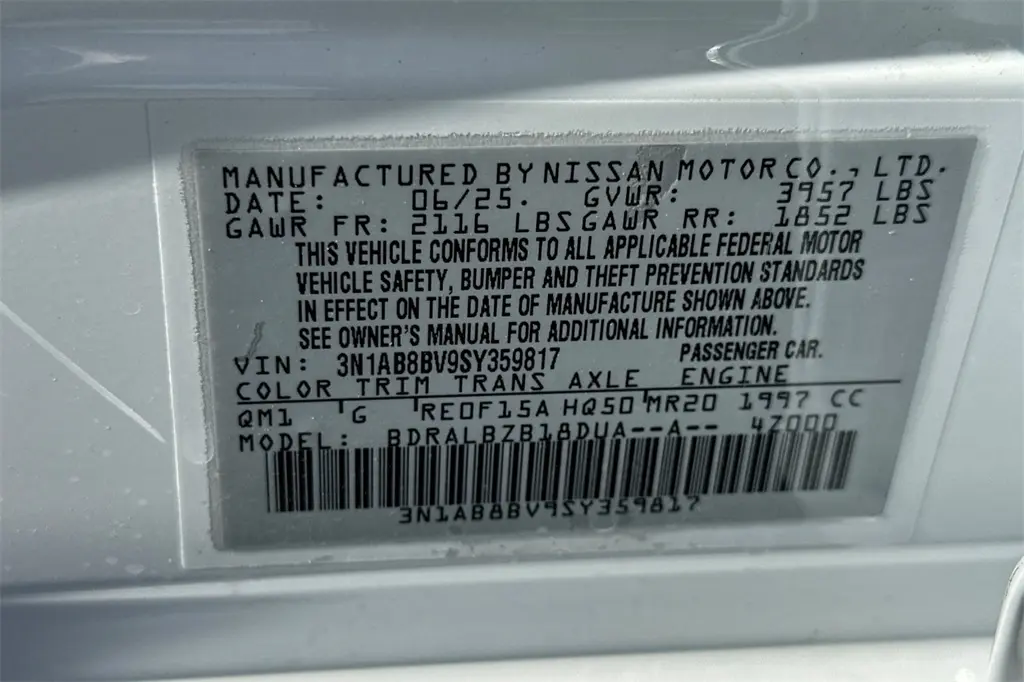 MANUFACTURED BY NISSAN MOTOR CO., LTD.
DATE: 06/25. GVWR: 3957 LBS
GAWR FR: 2116 LBS GAWR RR: 1852 LBS
THIS VEHICLE CONFORMS TO ALL APPLICABLE FEDERAL MOTOR
VEHICLE SAFETY, BUMPER AND THEFT PREVENTION STANDARDS
IN EFFECT ON THE DATE OF MANUFACTURE SHOWN ABOVE.
SEE OWNER'S MANUAL FOR ADDITIONAL INFORMATION.
VIN: 3N1AB8BV9SY359817 PASSENGER CAR.
COLOR TRIM TRANS AXLE ENGINE
QM1 'G 'RE0F15A HQ50'MR20 1997 CC
MODEL: BDRALBZB18DUA--A-- 4Z000
3N1AB8BV9SY359817